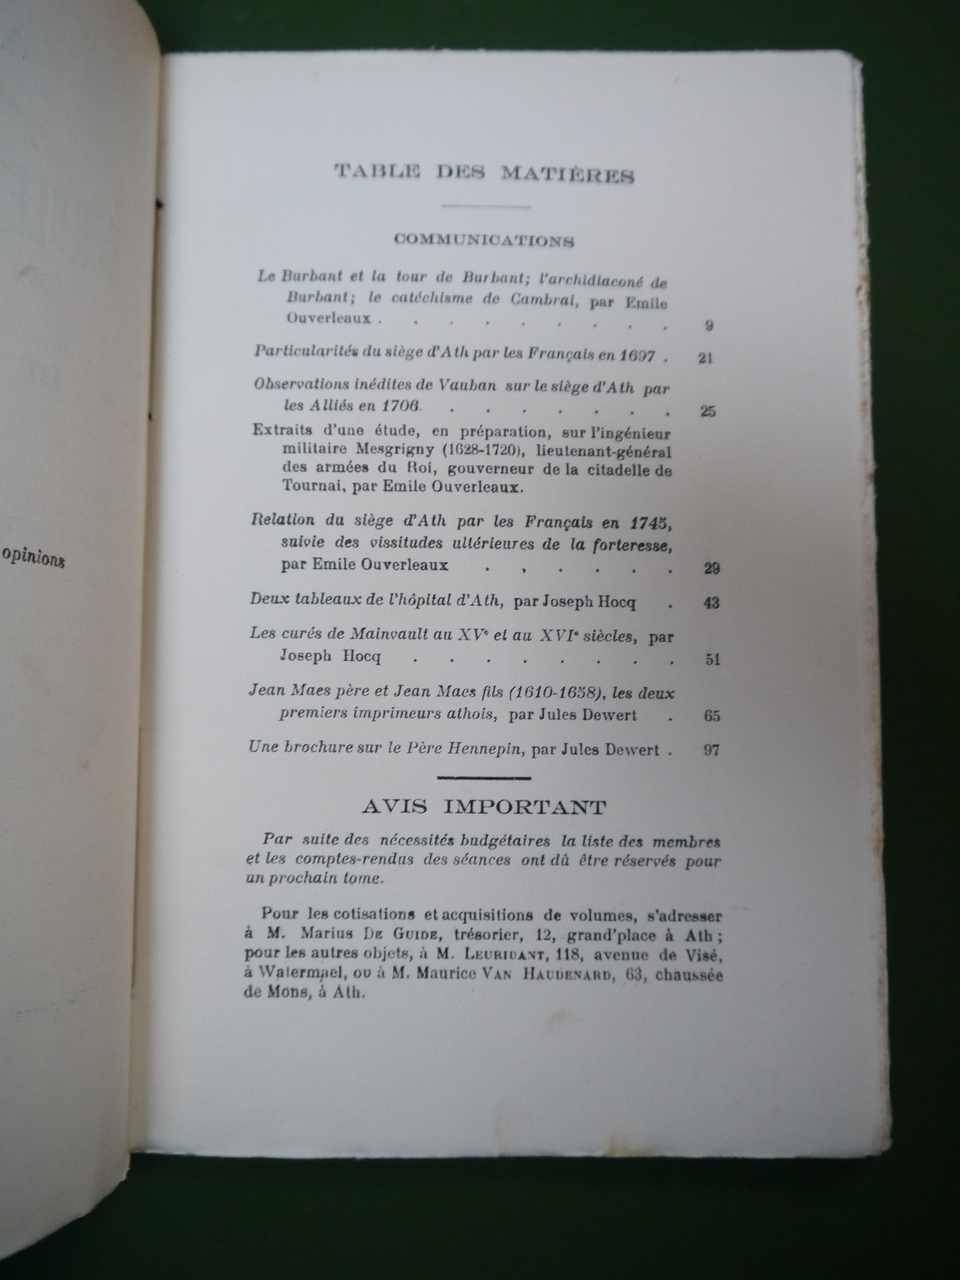 opinions
TABLE DES MATIÈRES
COMMUNICATIONS
Le Burbant et la tour de Burbant; l'archidiaconé de
Burbant; le catéchisme de Cambrai, par Emile
Ouverleaux . . . . . . . . . 9
Particularités du siège d'Ath par les Français en 1697 . 21
Observations inédites de Vauban sur le siège d'Ath par
les Alliés en 1706. . . . . . . . 25
Extraits d'une étude, en préparation, sur l'ingénieur
militaire Mesgrigny (1628-1720), lieutenant-général
des armées du Roi, gouverneur de la citadelle de
Tournai, par Emile Ouverleaux.
Relation du siège d'Ath par les Français en 1745,
suivie des vissitudes ultérieures de la forteresse,
par Emile Ouverleaux . . . . . . 29
Deux tableaux de l'hôpital d'Ath, par Joseph Hocq . 43
Les curés de Mainvault au XVe et au XVIe siècles, par
Joseph Hocq . . . . . . . . 51
Jean Maes père et Jean Maes fils (1610-1658), les deux
premiers imprimeurs athois, par Jules Dewert . 65
Une brochure sur le Père Hennepin, par Jules Dewert . 97
AVIS IMPORTANT
Par suite des nécessités budgétaires la liste des membres
et les comptes-rendus des séances ont dû être réservés pour
un prochain tome.
Pour les cotisations et acquisitions de volumes, s'adresser
à M. Marius DE GUIDE, trésorier, 12, grand'place à Ath ;
pour les autres objets, à M. LEURIDANT, 118, avenue de Visé,
à Watermael, ou à M. Maurice VAN HAUDENARD, 63, chaussée
de Mons, à Ath.